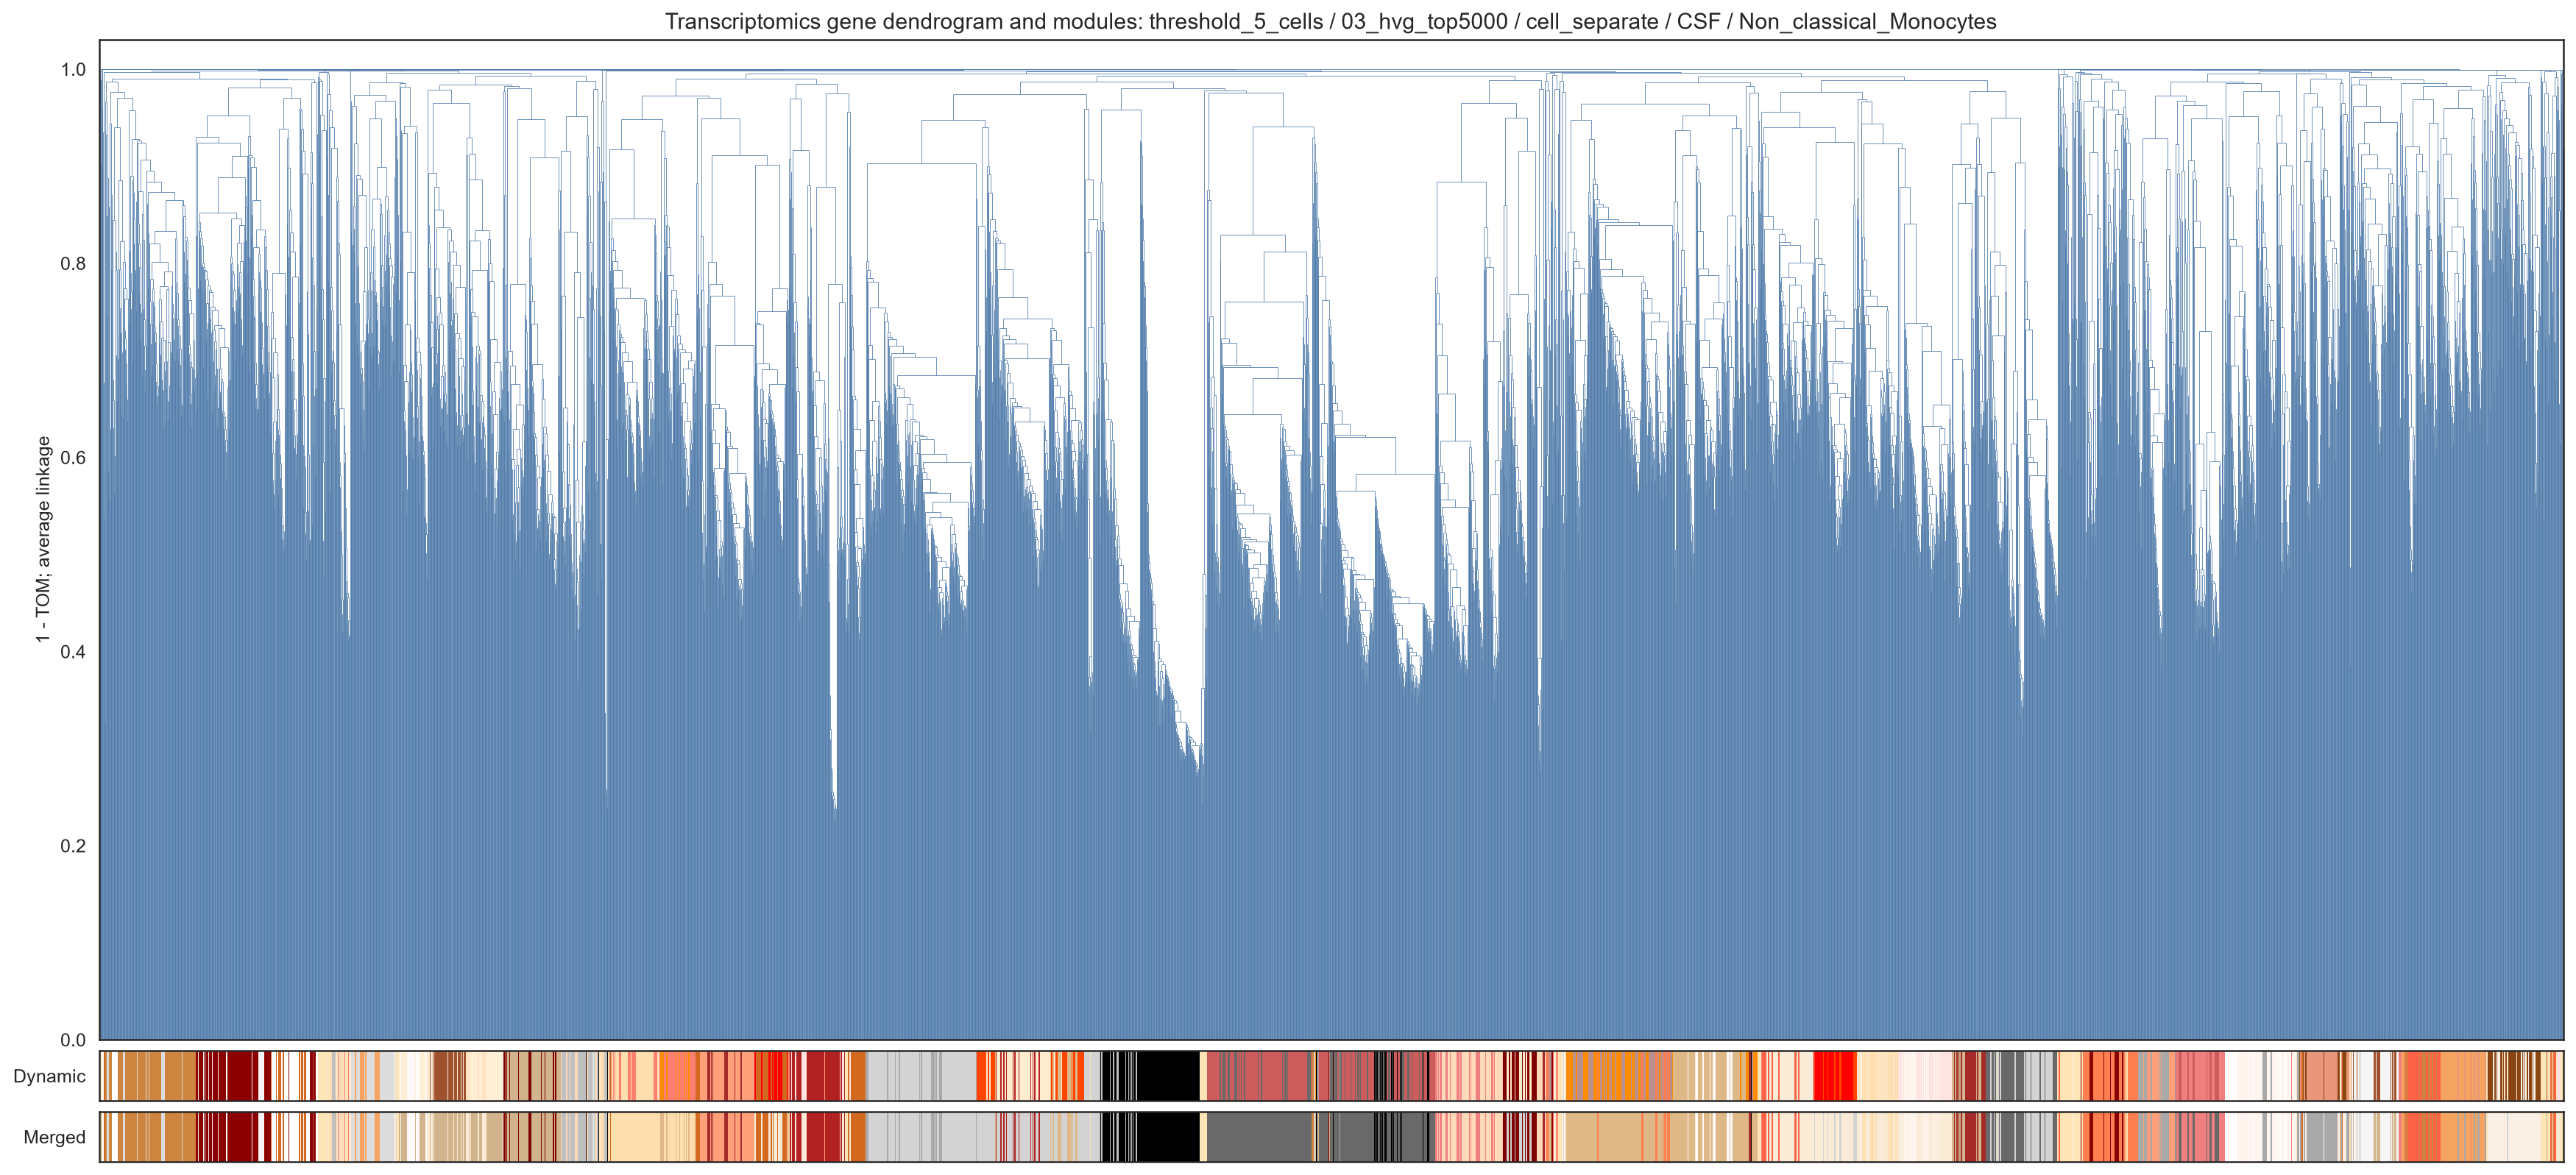 Transcriptomics gene dendrogram and modules: threshold_5_cells / 03_hvg_top5000 / cell_separate / CSF / Non_classical_Monocytes
1.0
0.8
0.6
0.4
0.2
0.0
1 - TOM; average linkage
Dynamic
Merged